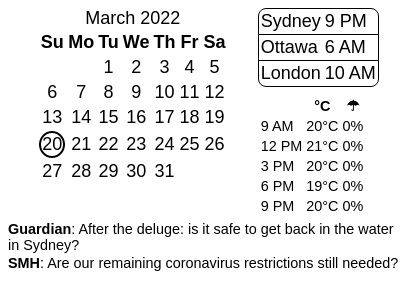 March 2022
Su Mo Tu We Th Fr Sa
1 2 3 4 5
6 7 8 9 10 11 12
13 14 15 16 17 18 19
20 21 22 23 24 25 26
27 28 29 30 31
Sydney 9 PM
Ottawa 6 AM
London 10 AM
°C ☂
9 AM 20°C 0%
12 PM 21°C 0%
3 PM 20°C 0%
6 PM 19°C 0%
9 PM 20°C 0%
Guardian: After the deluge: is it safe to get back in the water
in Sydney?
SMH: Are our remaining coronavirus restrictions still needed?